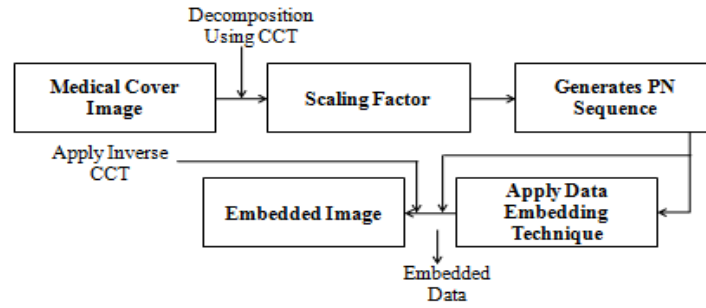 Decomposition
Using CCT
Medical Cover
Image
Scaling Factor
Generates PN
Sequence
Apply Inverse
CCT
Embedded Image
Apply Data
Embedding
Technique
Embedded
Data